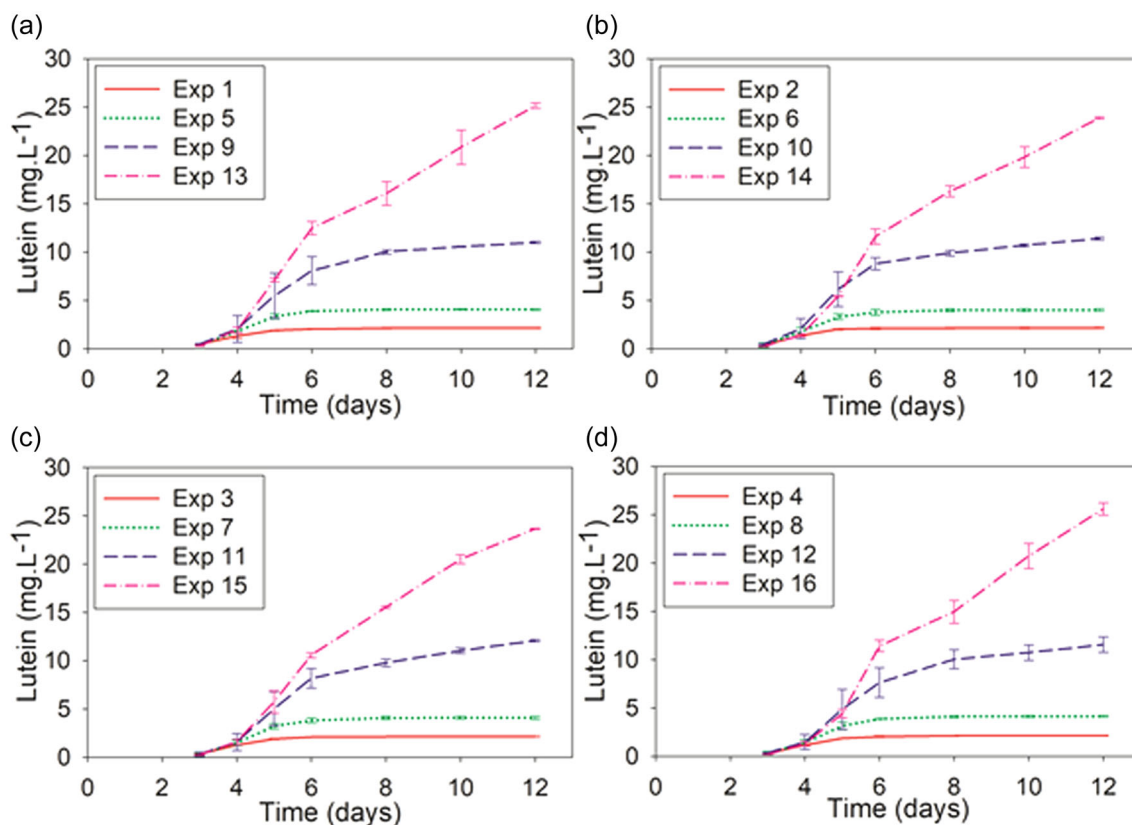 (a)
30
25
20
15
10
5
0
Lutein (mg.L-1)
Exp 1
Exp 5
Exp 9
Exp 13
0 2 4 6 8 10 12
Time (days)
(b)
30
25
20
15
10
5
0
Lutein (mg.L-1)
Exp 2
Exp 6
Exp 10
Exp 14
0 2 4 6 8 10 12
Time (days)
(c)
30
25
20
15
10
5
0
Lutein (mg.L-1)
Exp 3
Exp 7
Exp 11
Exp 15
0 2 4 6 8 10 12
Time (days)
(d)
30
25
20
15
10
5
0
Lutein (mg.L-1)
Exp 4
Exp 8
Exp 12
Exp 16
0 2 4 6 8 10 12
Time (days)